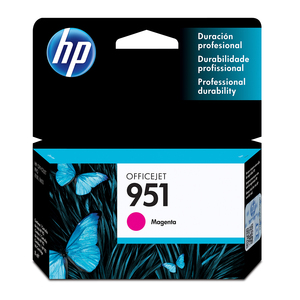 hp
Duración
profesional
Durabilidade
profissional
Professional
durability
OFFICEJET
951
Magenta